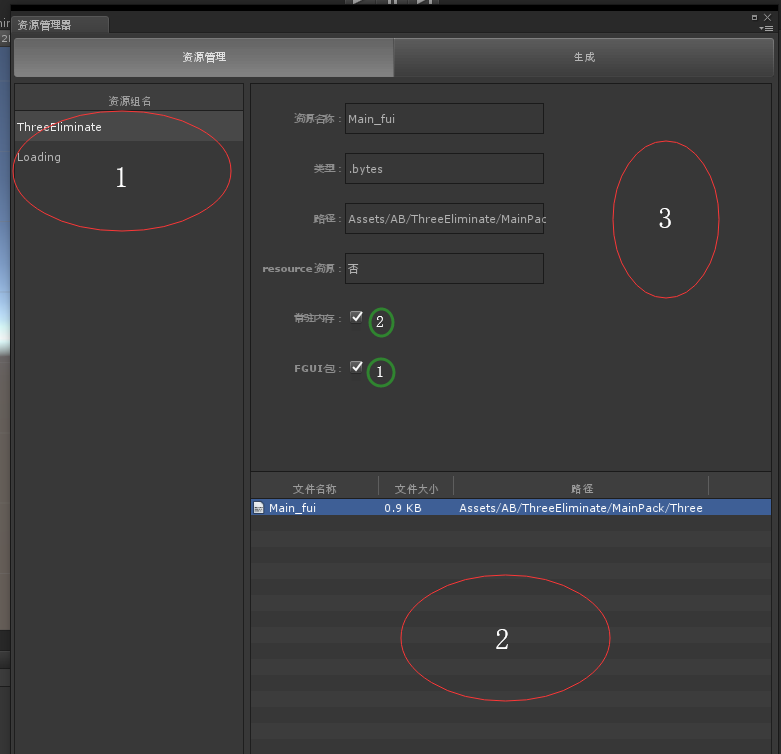 资源管理器
资源管理
生成
资源组名
ThreeEliminate
Loading
1
资源名称：
Main_fui
类型：
.bytes
路径：
Assets/AB/ThreeEliminate/MainPac
resource资源：
否
常驻内存：
2
FGUI包：
1
3
文件名称
文件大小
路径
Main_fui
0.9 KB
Assets/AB/ThreeEliminate/MainPack/Three
2